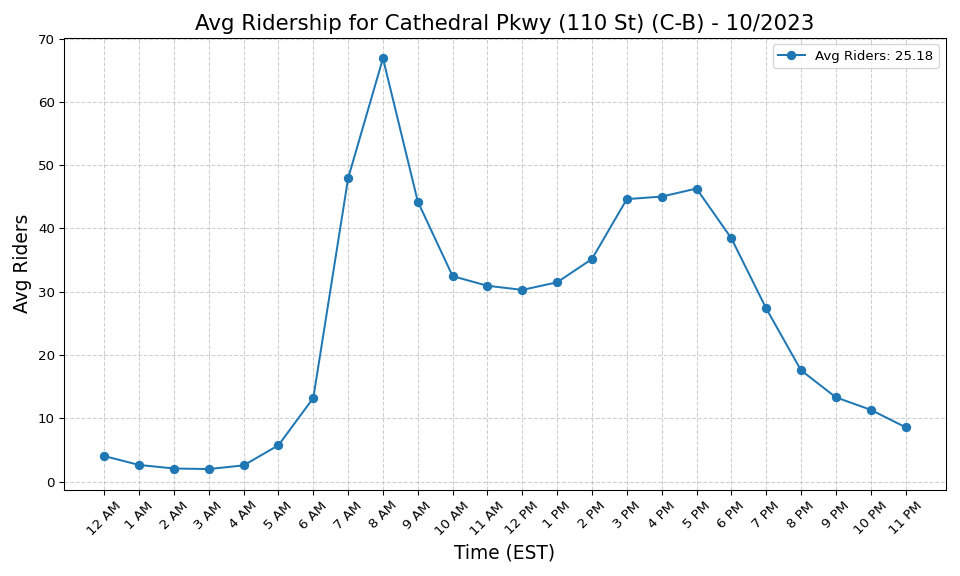 Avg Ridership for Cathedral Pkwy (110 St) (C-B) - 10/2023
Avg Riders: 25.18
Avg Riders
70
60
50
40
30
20
10
0
12 AM 1 AM 2 AM 3 AM 4 AM 5 AM 6 AM 7 AM 8 AM 9 AM 10 AM 11 AM 12 PM 1 PM 2 PM 3 PM 4 PM 5 PM 6 PM 7 PM 8 PM 9 PM 10 PM 11 PM
Time (EST)